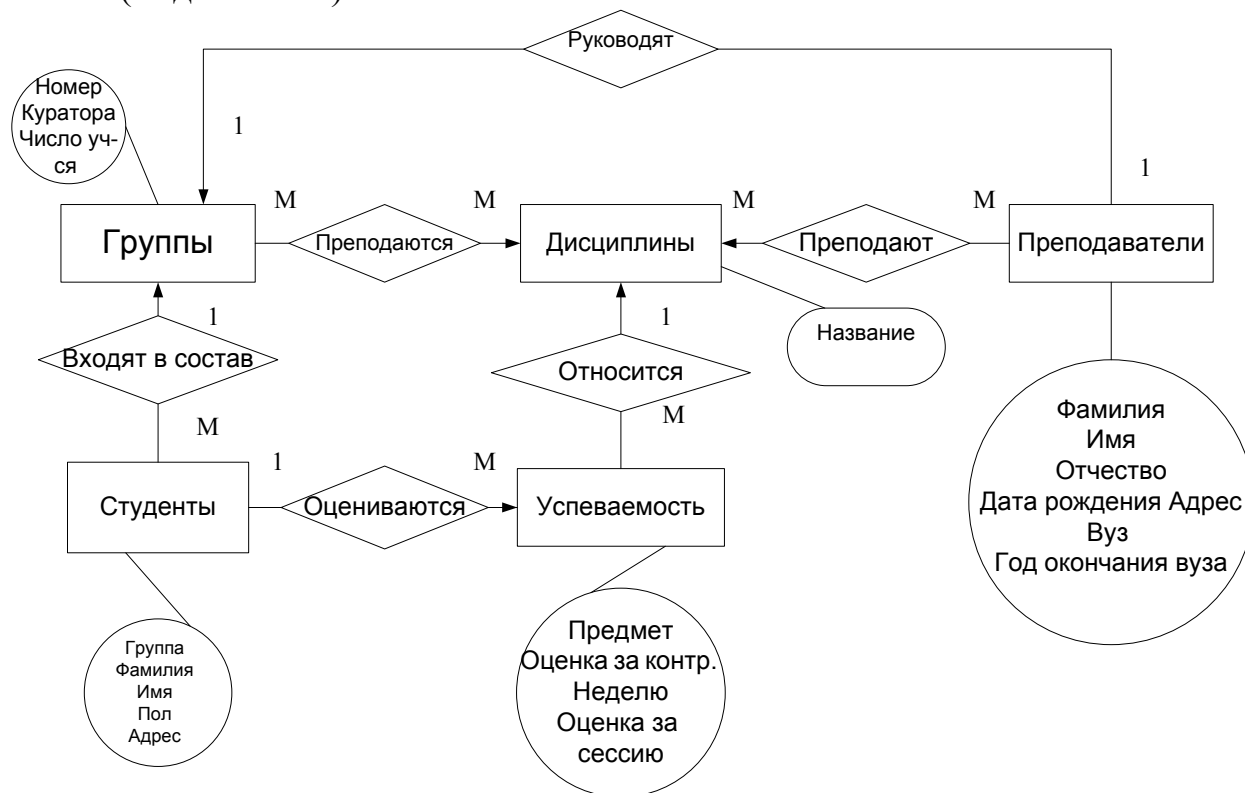 Руководят
Номер
Куратора
Число уч-
ся
1
1
М
М
М
М
Группы
Преподаются
Дисциплины
Преподают
Преподаватели
1
1
Название
Входят в состав
Относится
М
М
Фамилия
Имя
Отчество
Дата рождения Адрес
Вуз
Год окончания вуза
1
М
Студенты
Оцениваются
Успеваемость
Группа
Фамилия
Имя
Пол
Адрес
Предмет
Оценка за контр.
Неделю
Оценка за
сессию